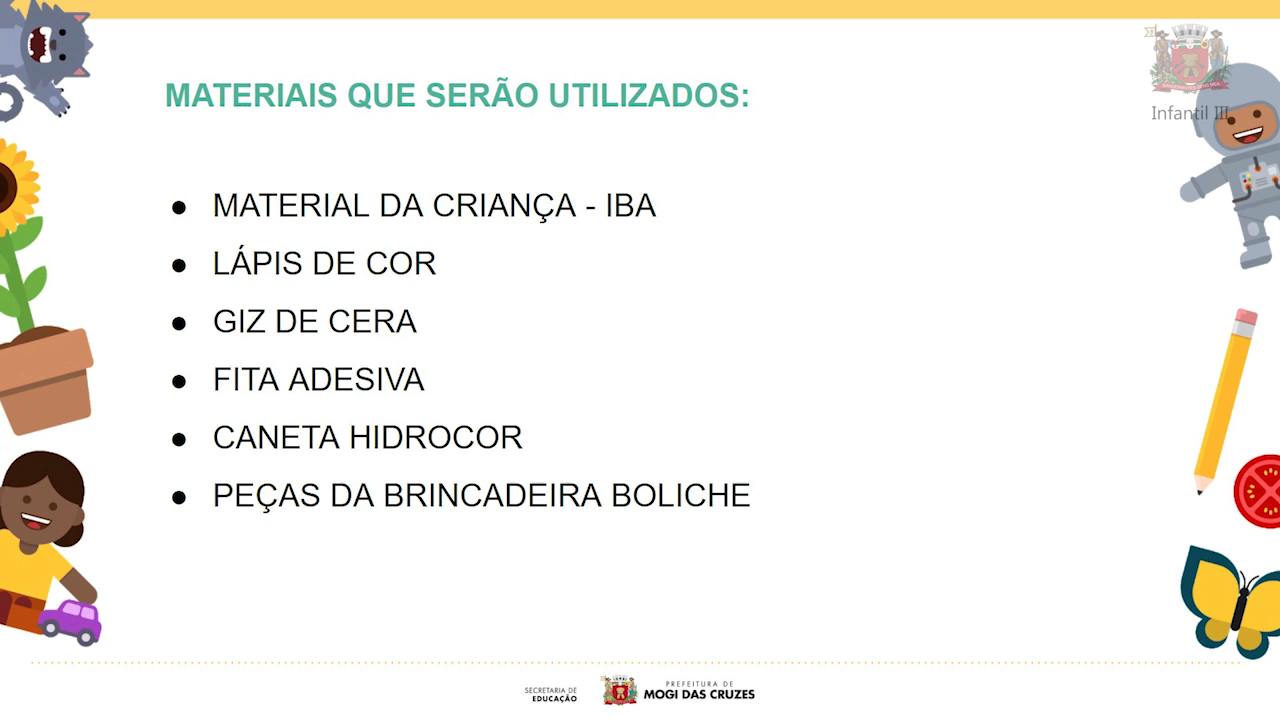 Infantil III
MATERIAIS QUE SERÃO UTILIZADOS:
● MATERIAL DA CRIANÇA - IBA
● LÁPIS DE COR
● GIZ DE CERA
● FITA ADESIVA
● CANETA HIDROCOR
● PEÇAS DA BRINCADEIRA BOLICHE
SECRETARIA DE
EDUCAÇÃO
PREFEITURA DE
MOGI DAS CRUZES